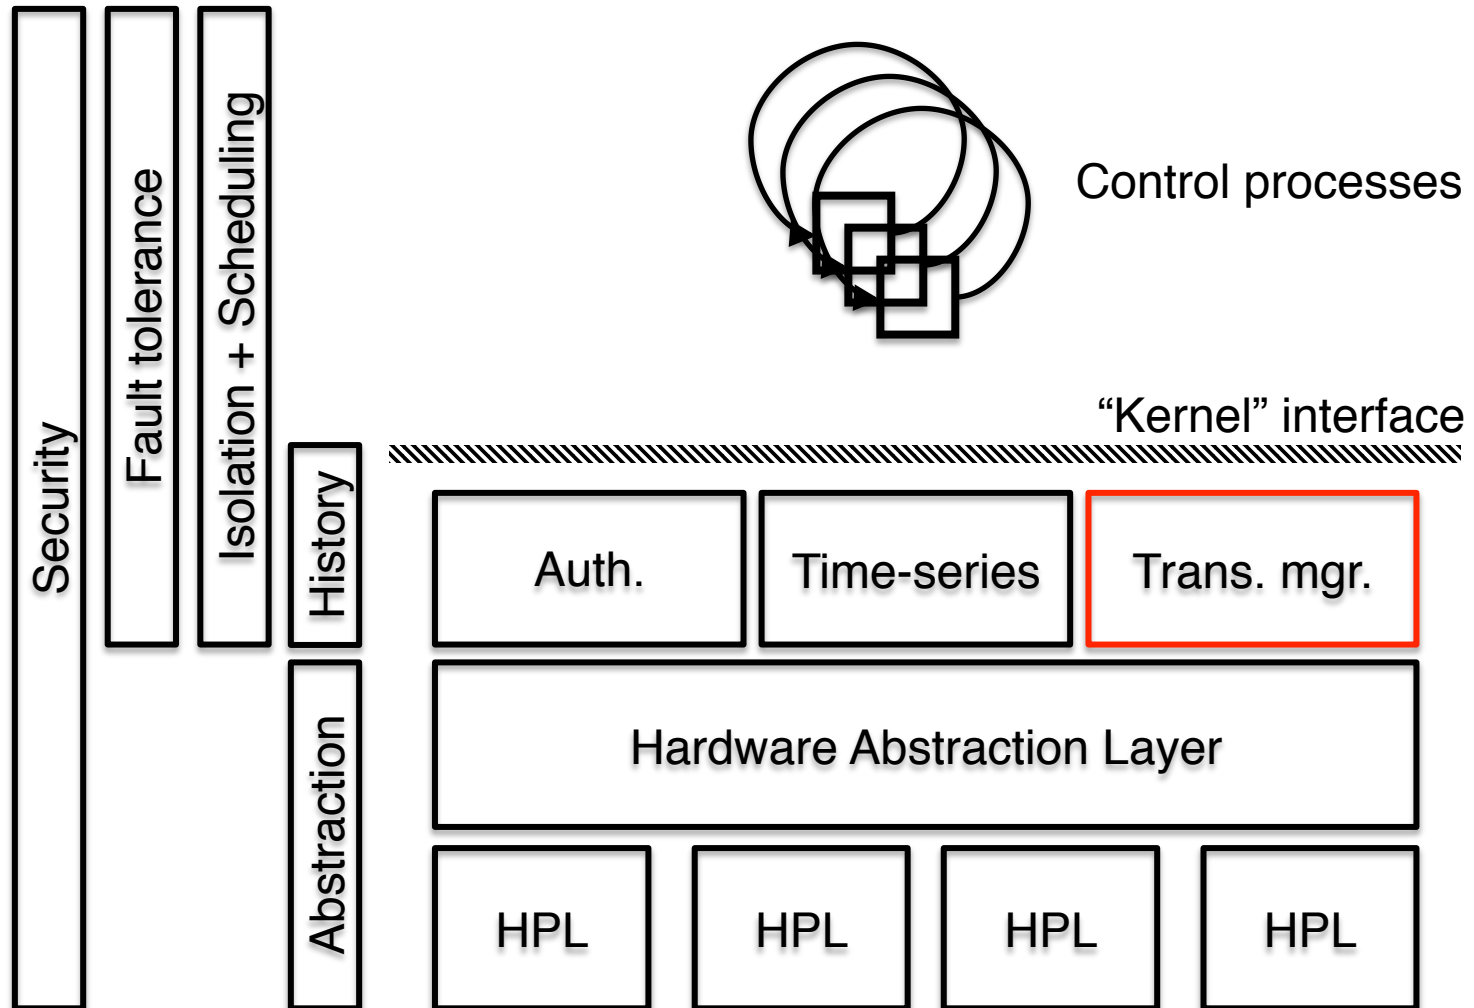 Security
Fault tolerance
Isolation + Scheduling
History
Abstraction
Control processes
“Kernel” interface
Auth.
Time-series
Trans. mgr.
Hardware Abstraction Layer
HPL
HPL
HPL
HPL